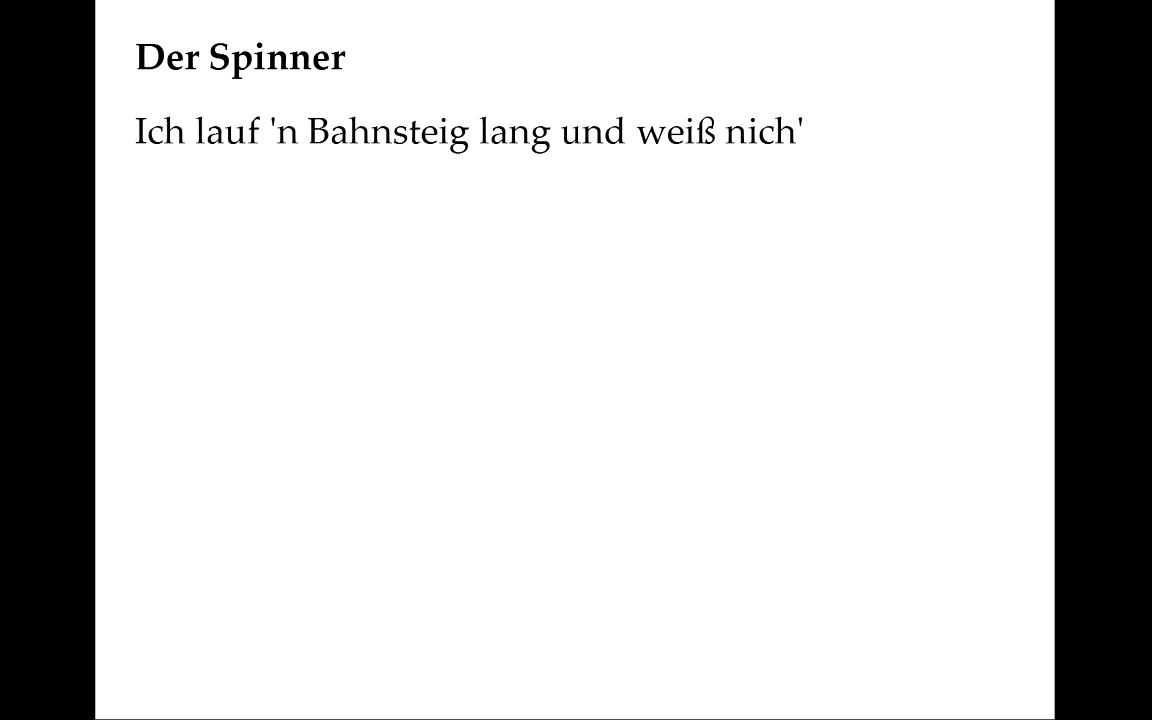 Der Spinner
Ich lauf 'n Bahnsteig lang und weiß nich'